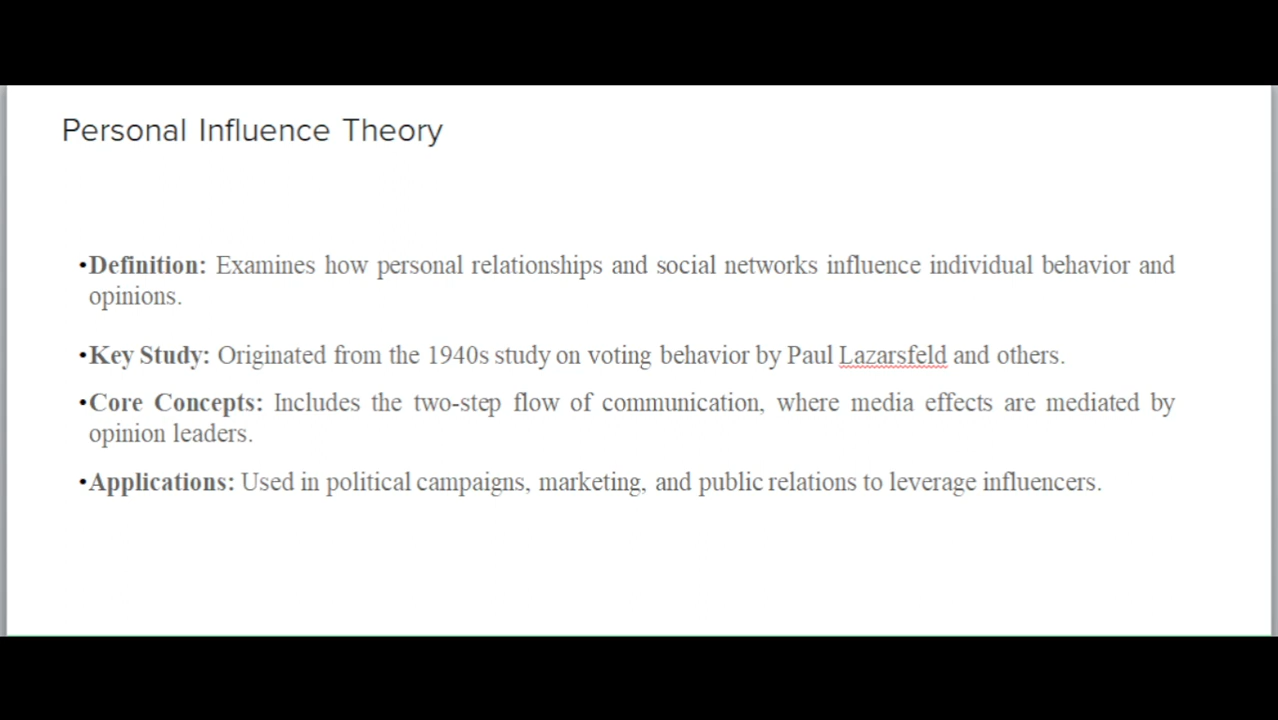 Personal Influence Theory
•Definition: Examines how personal relationships and social networks influence individual behavior and
opinions.
•Key Study: Originated from the 1940s study on voting behavior by Paul Lazarsfeld and others.
•Core Concepts: Includes the two-step flow of communication, where media effects are mediated by
opinion leaders.
•Applications: Used in political campaigns, marketing, and public relations to leverage influencers.